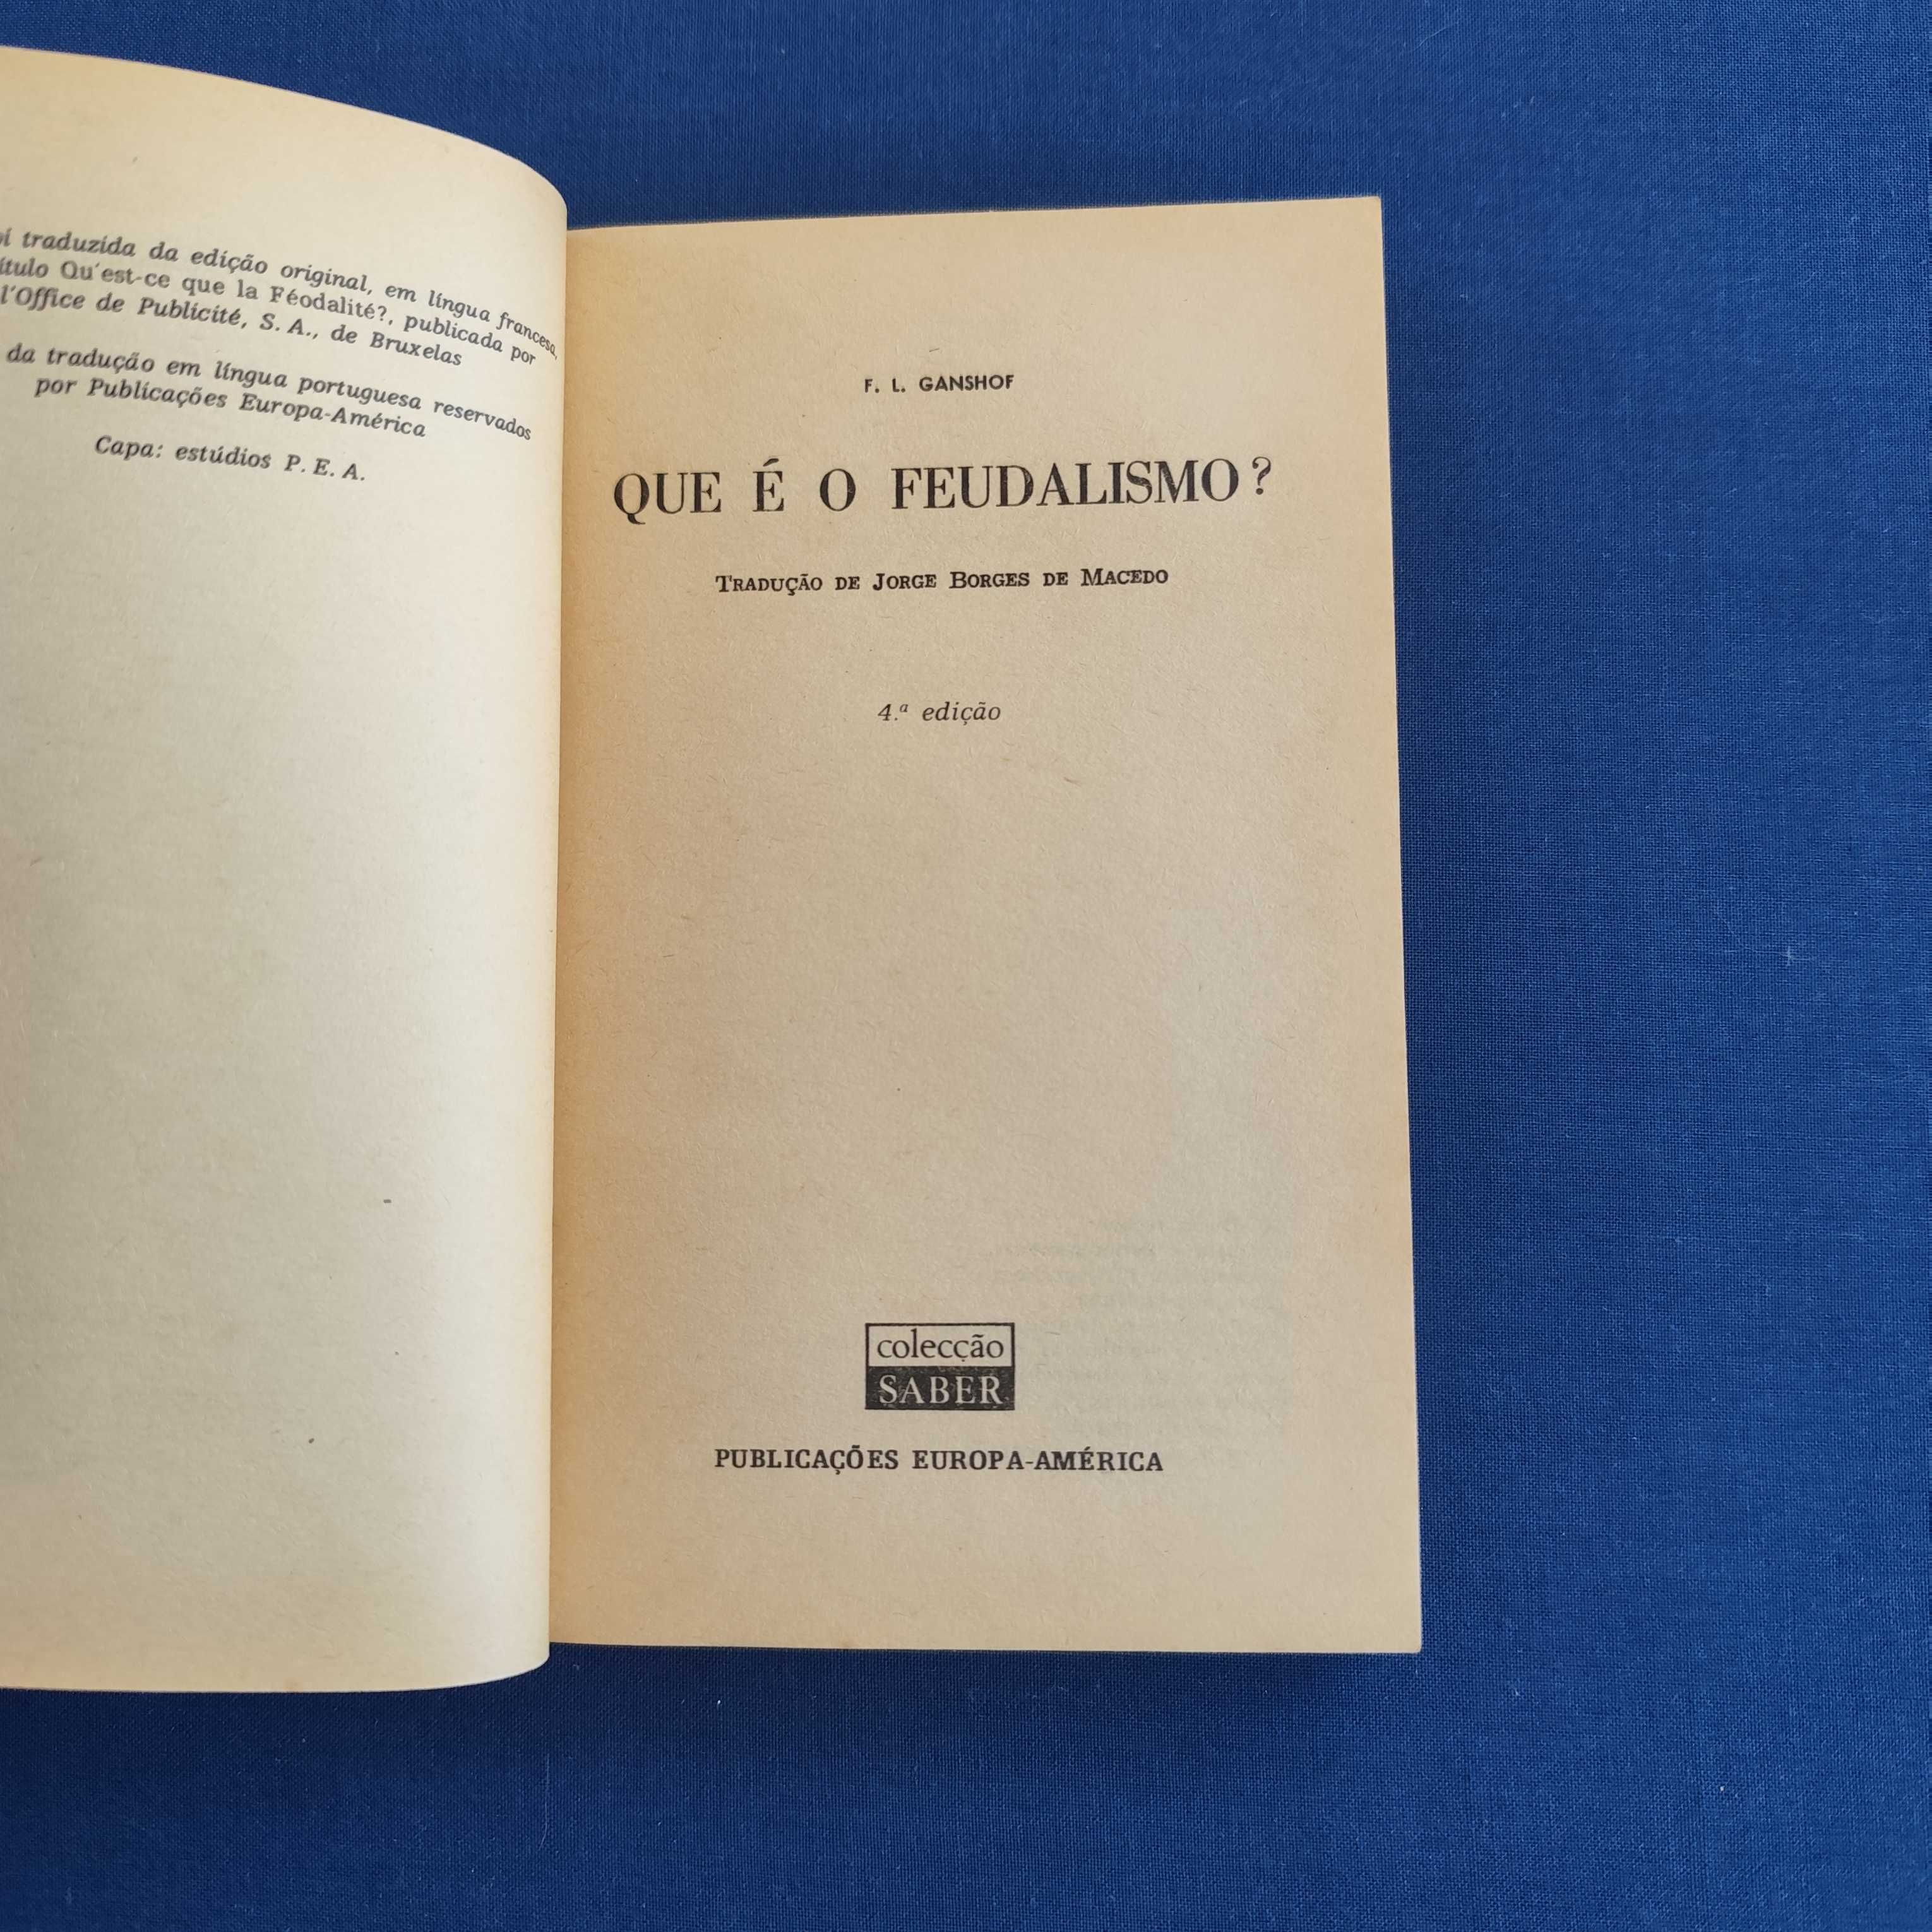 traduzida da edição original, em língua francesa,
Qu'est-ce que la Féodalité?, publicada por
l'Office de Publicité, S. A., de Bruxelas
da tradução em língua portuguesa reservados
por Publicações Europa-América
Capa: estúdios P. E. A.
F. L. GANSHOF
QUE É O FEUDALISMO?
TRADUÇÃO DE JORGE BORGES DE MACEDO
4.ª edição
colecção
SABER
PUBLICAÇÕES EUROPA-AMÉRICA